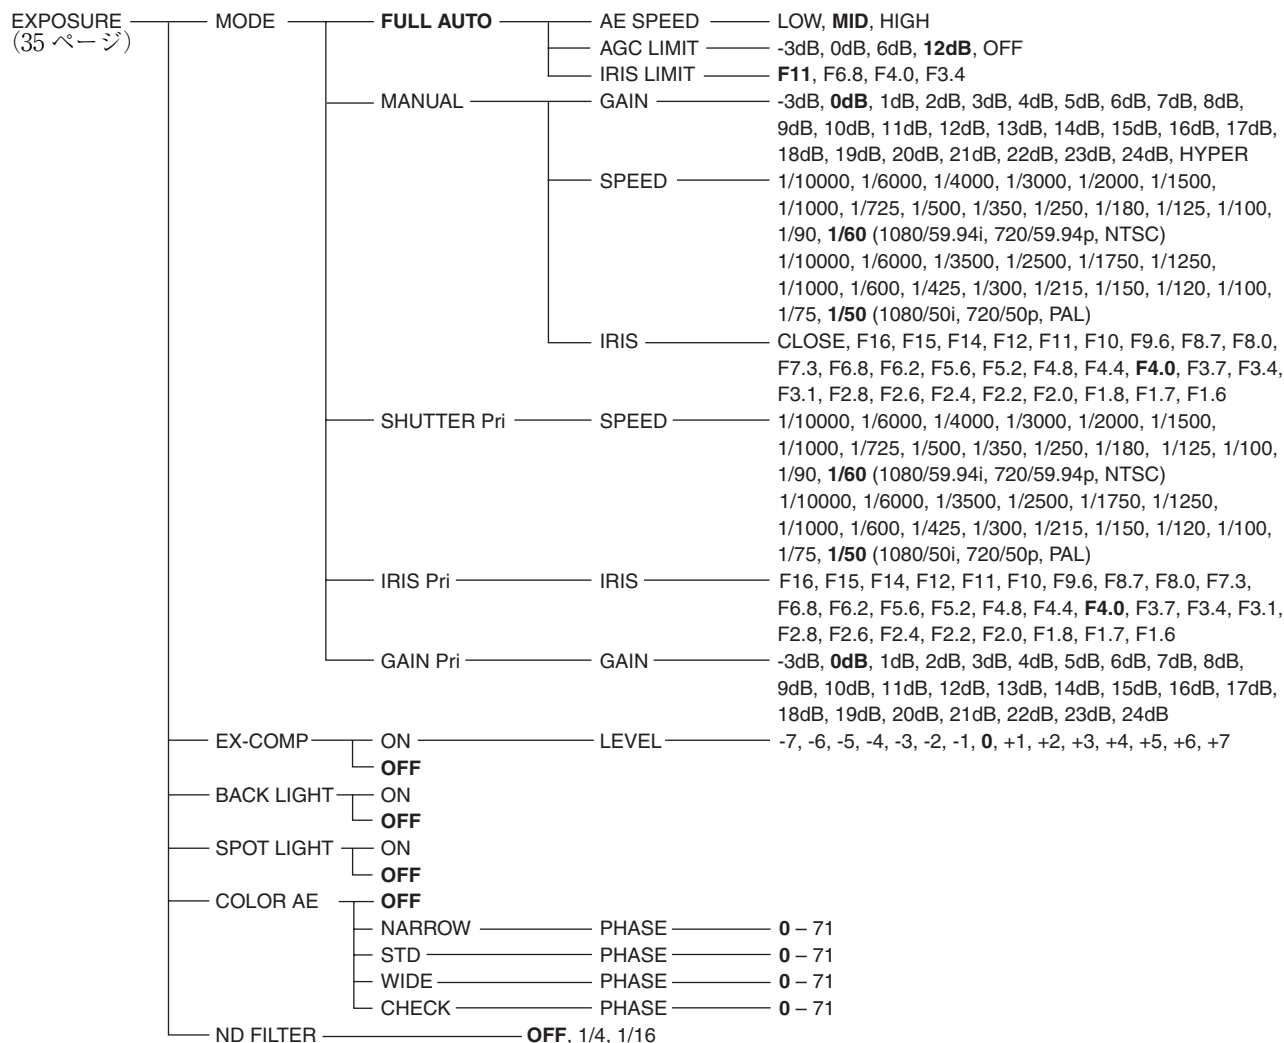 EXPOSURE MODE FULL AUTO AE SPEED LOW, MID, HIGH
(35 ページ) AGC LIMIT -3dB, 0dB, 6dB, 12dB, OFF
IRIS LIMIT F11, F6.8, F4.0, F3.4
MANUAL GAIN -3dB, 0dB, 1dB, 2dB, 3dB, 4dB, 5dB, 6dB, 7dB, 8dB,
9dB, 10dB, 11dB, 12dB, 13dB, 14dB, 15dB, 16dB, 17dB,
18dB, 19dB, 20dB, 21dB, 22dB, 23dB, 24dB, HYPER
SPEED 1/10000, 1/6000, 1/4000, 1/3000, 1/2000, 1/1500,
1/1000, 1/725, 1/500, 1/350, 1/250, 1/180, 1/125, 1/100,
1/90, 1/60 (1080/59.94i, 720/59.94p, NTSC)
1/10000, 1/6000, 1/3500, 1/2500, 1/1750, 1/1250,
1/1000, 1/600, 1/425, 1/300, 1/215, 1/150, 1/120, 1/100,
1/75, 1/50 (1080/50i, 720/50p, PAL)
IRIS CLOSE, F16, F15, F14, F12, F11, F10, F9.6, F8.7, F8.0,
F7.3, F6.8, F6.2, F5.6, F5.2, F4.8, F4.4, F4.0, F3.7, F3.4,
F3.1, F2.8, F2.6, F2.4, F2.2, F2.0, F1.8, F1.7, F1.6
SHUTTER Pri SPEED 1/10000, 1/6000, 1/4000, 1/3000, 1/2000, 1/1500,
1/1000, 1/725, 1/500, 1/350, 1/250, 1/180, 1/125, 1/100,
1/90, 1/60 (1080/59.94i, 720/59.94p, NTSC)
1/10000, 1/6000, 1/3500, 1/2500, 1/1750, 1/1250,
1/1000, 1/600, 1/425, 1/300, 1/215, 1/150, 1/120, 1/100,
1/75, 1/50 (1080/50i, 720/50p, PAL)
IRIS Pri IRIS F16, F15, F14, F12, F11, F10, F9.6, F8.7, F8.0, F7.3,
F6.8, F6.2, F5.6, F5.2, F4.8, F4.4, F4.0, F3.7, F3.4, F3.1,
F2.8, F2.6, F2.4, F2.2, F2.0, F1.8, F1.7, F1.6
GAIN Pri GAIN -3dB, 0dB, 1dB, 2dB, 3dB, 4dB, 5dB, 6dB, 7dB, 8dB,
9dB, 10dB, 11dB, 12dB, 13dB, 14dB, 15dB, 16dB, 17dB,
18dB, 19dB, 20dB, 21dB, 22dB, 23dB, 24dB
EX-COMP ON LEVEL -7, -6, -5, -4, -3, -2, -1, 0, +1, +2, +3, +4, +5, +6, +7
OFF
BACK LIGHT ON
OFF
SPOT LIGHT ON
OFF
COLOR AE OFF
NARROW PHASE 0 – 71
STD PHASE 0 – 71
WIDE PHASE 0 – 71
CHECK PHASE 0 – 71
ND FILTER OFF, 1/4, 1/16